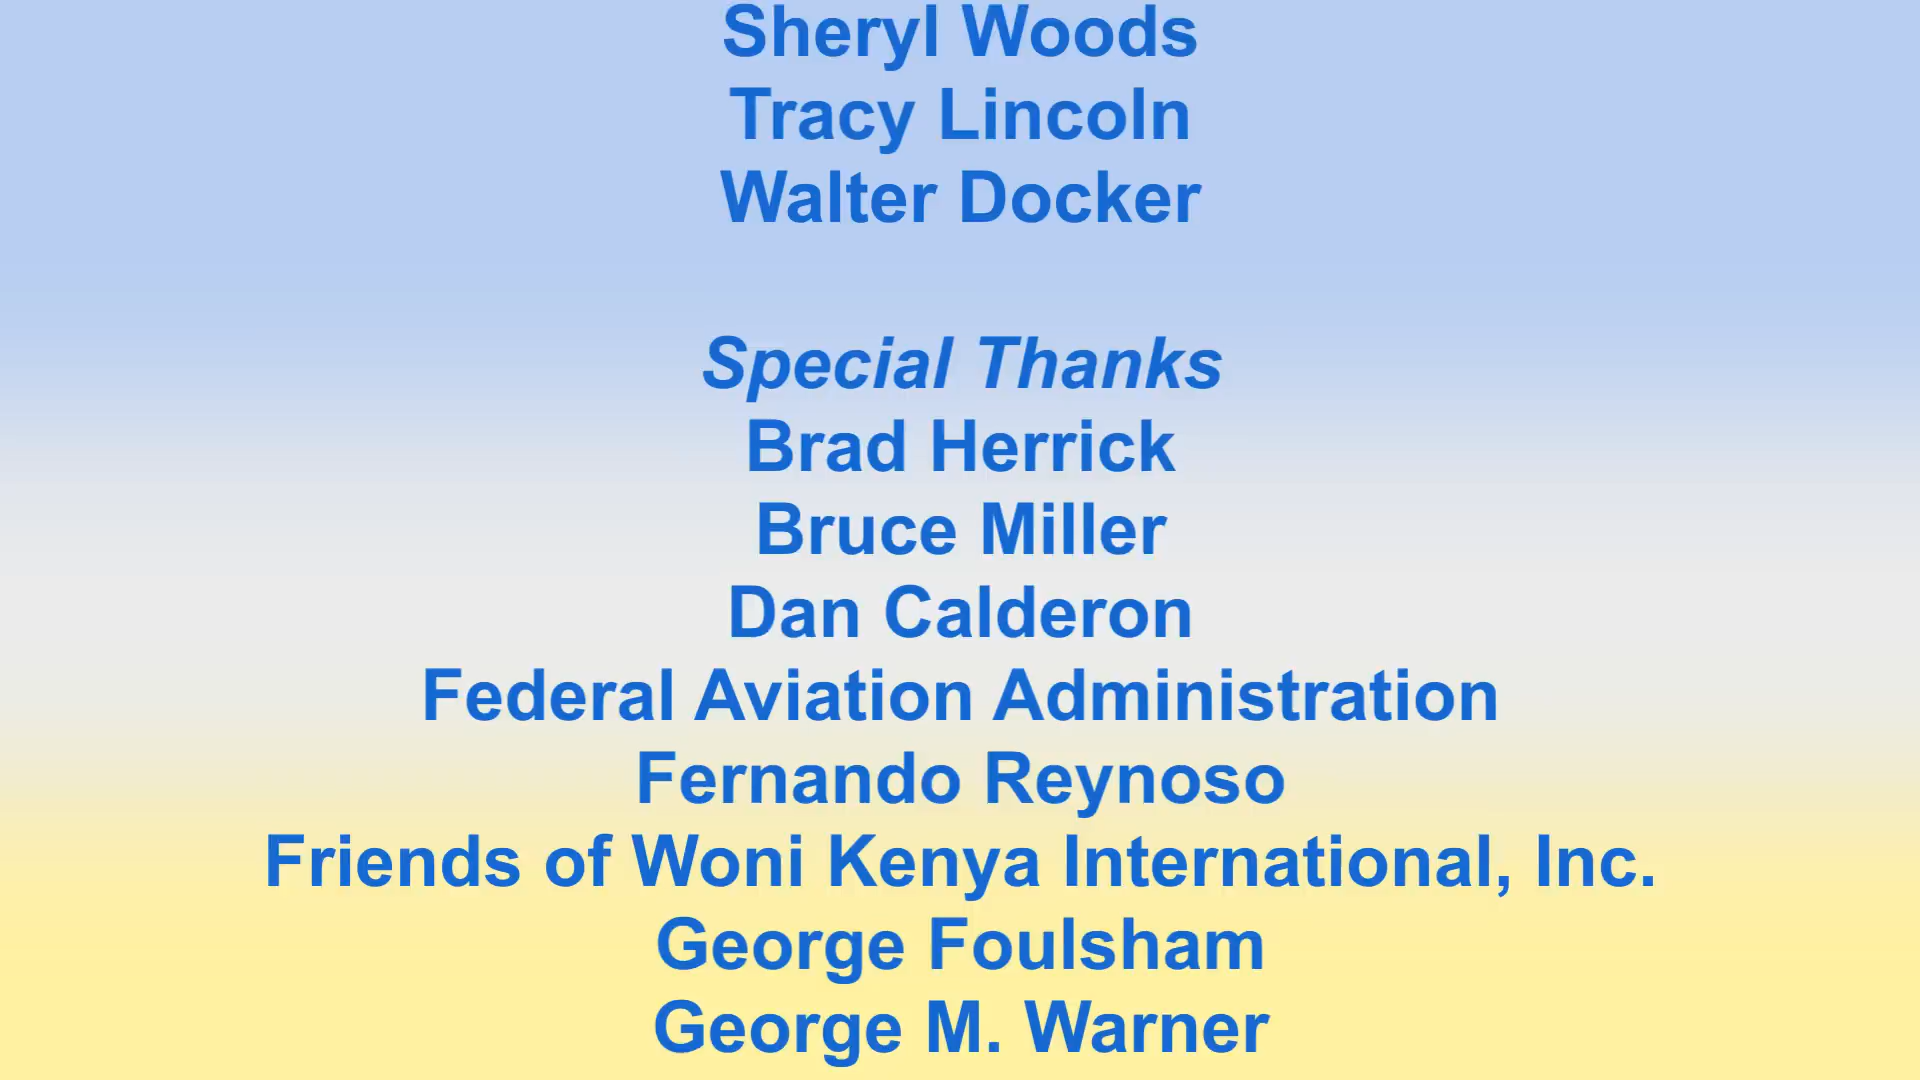 Sheryl Woods
Tracy Lincoln
Walter Docker
Special Thanks
Brad Herrick
Bruce Miller
Dan Calderon
Federal Aviation Administration
Fernando Reynoso
Friends of Woni Kenya International, Inc.
George Foulsham
George M. Warner